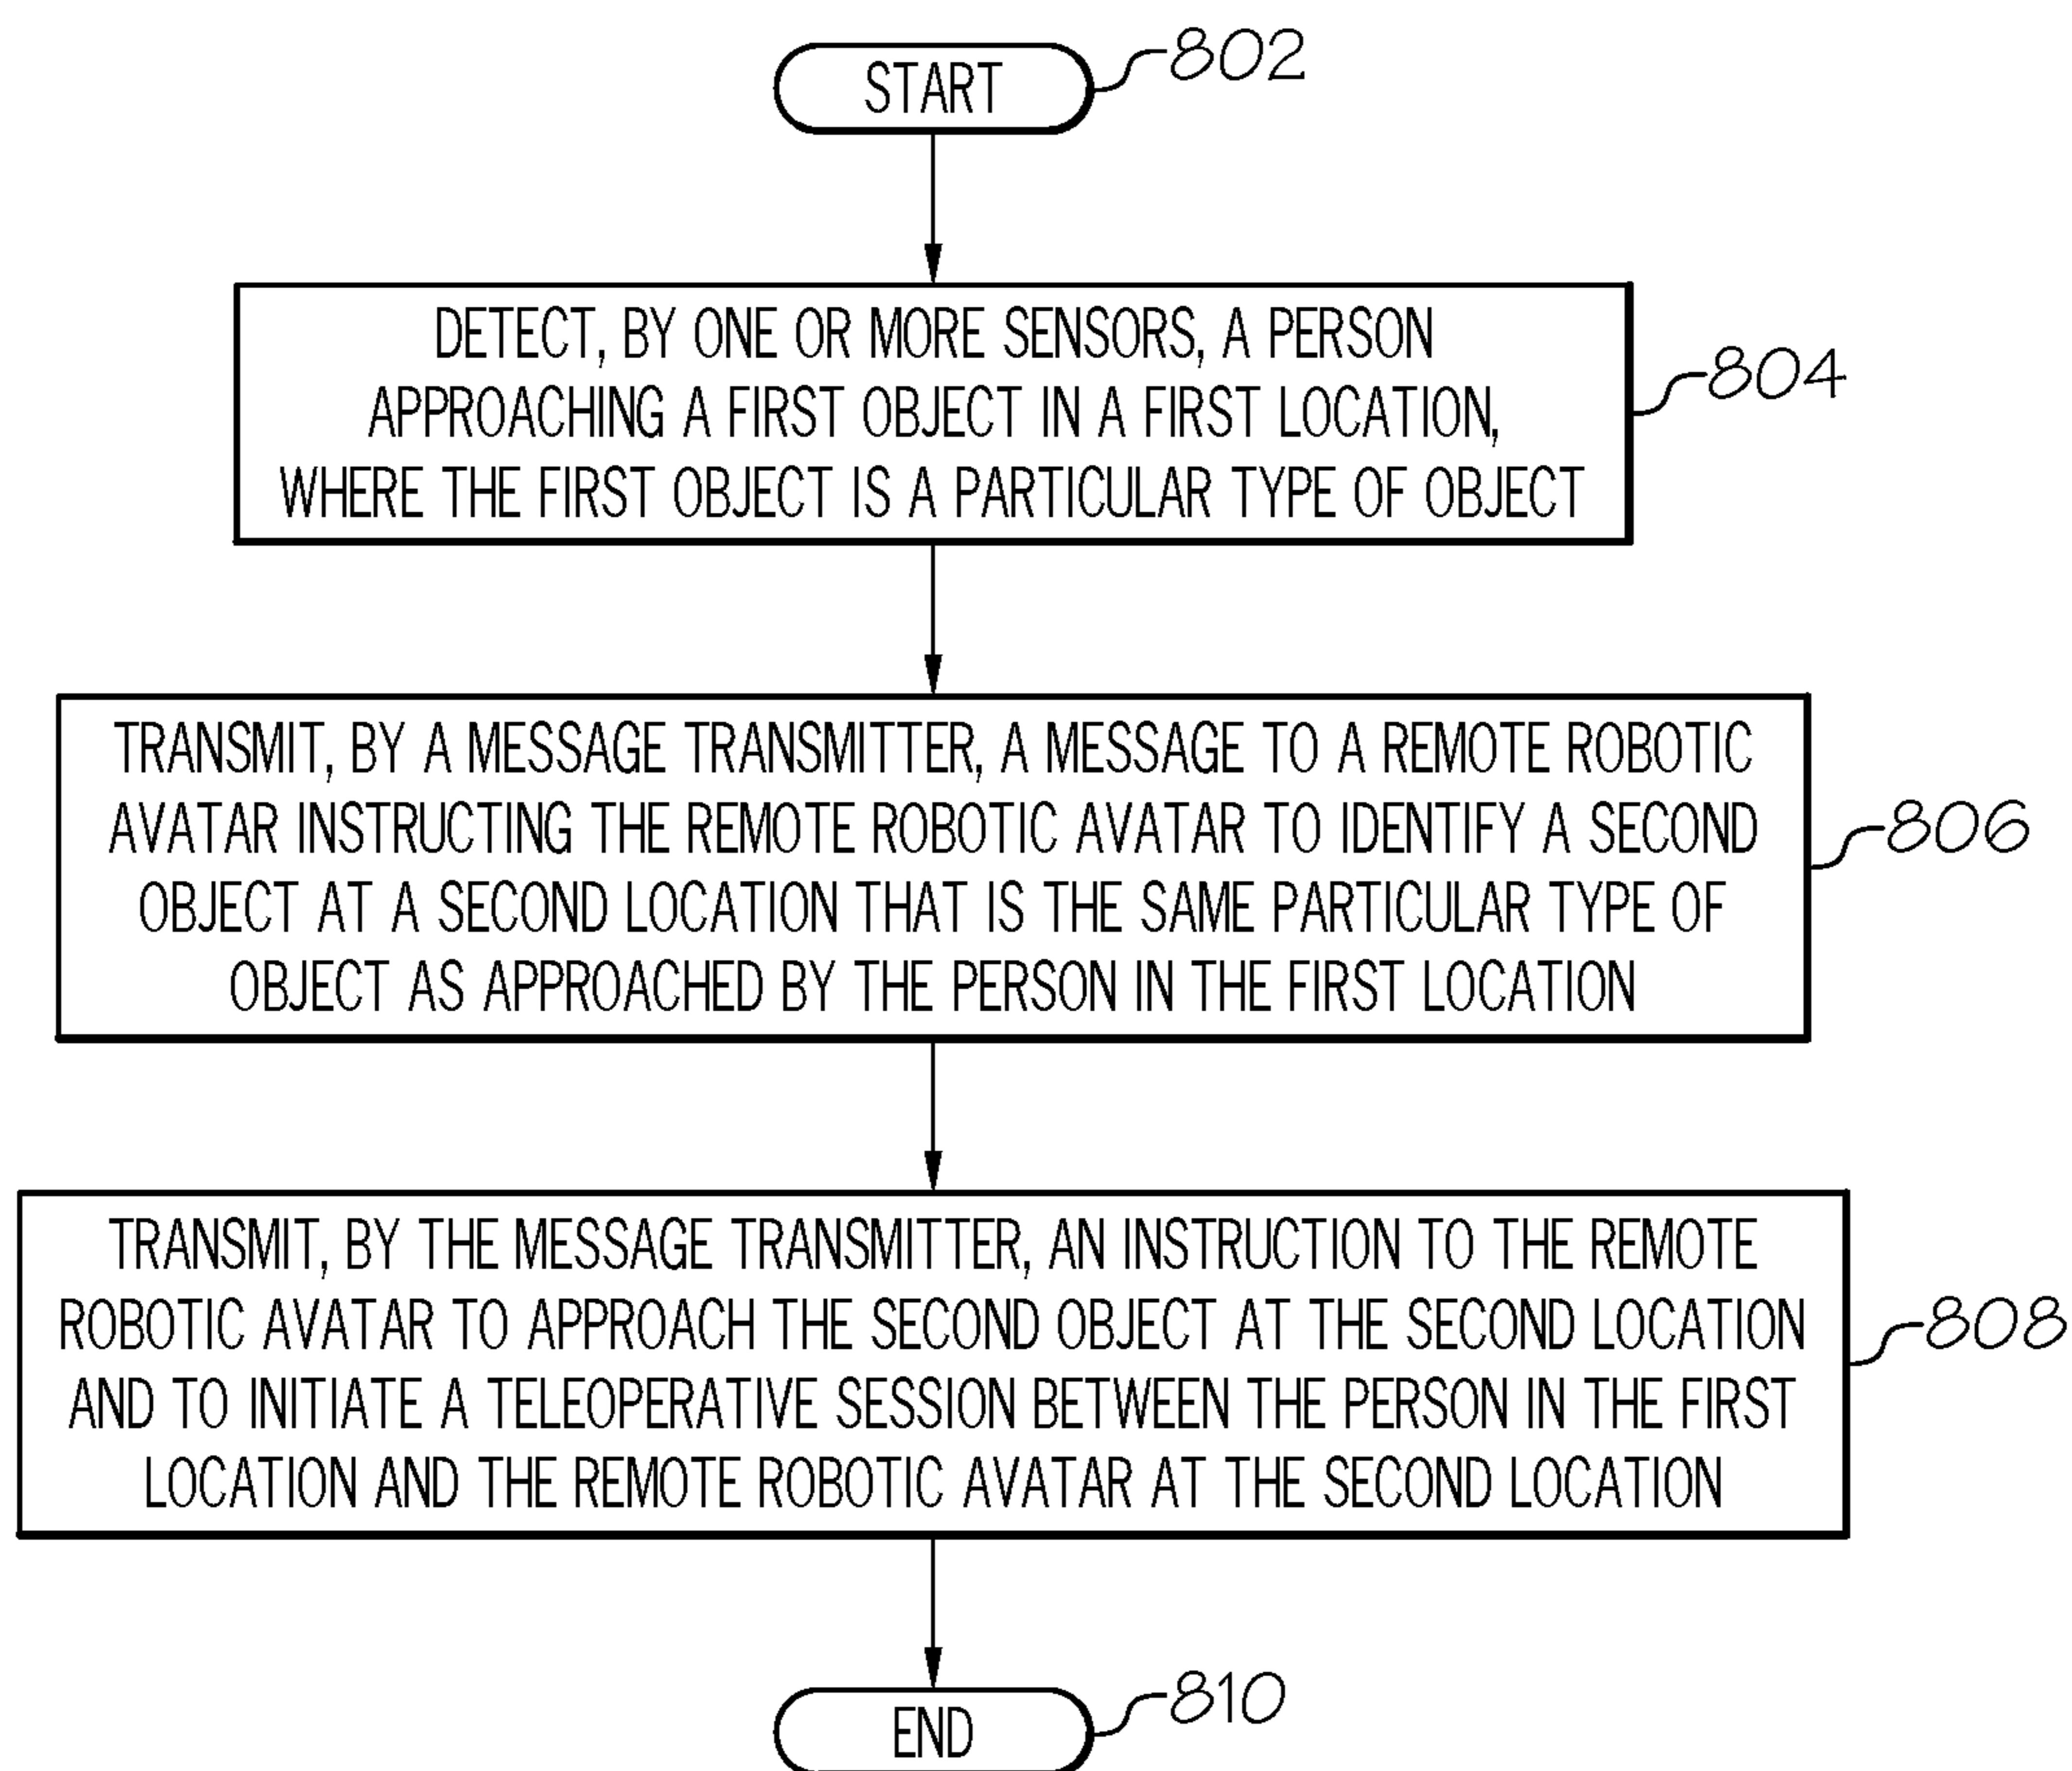 START
802
DETECT, BY ONE OR MORE SENSORS, A PERSON
APPROACHING A FIRST OBJECT IN A FIRST LOCATION,
WHERE THE FIRST OBJECT IS A PARTICULAR TYPE OF OBJECT
804
TRANSMIT, BY A MESSAGE TRANSMITTER, A MESSAGE TO A REMOTE ROBOTIC
AVATAR INSTRUCTING THE REMOTE ROBOTIC AVATAR TO IDENTIFY A SECOND
OBJECT AT A SECOND LOCATION THAT IS THE SAME PARTICULAR TYPE OF
OBJECT AS APPROACHED BY THE PERSON IN THE FIRST LOCATION
806
TRANSMIT, BY THE MESSAGE TRANSMITTER, AN INSTRUCTION TO THE REMOTE
ROBOTIC AVATAR TO APPROACH THE SECOND OBJECT AT THE SECOND LOCATION
AND TO INITIATE A TELEOPERATIVE SESSION BETWEEN THE PERSON IN THE FIRST
LOCATION AND THE REMOTE ROBOTIC AVATAR AT THE SECOND LOCATION
808
END
810